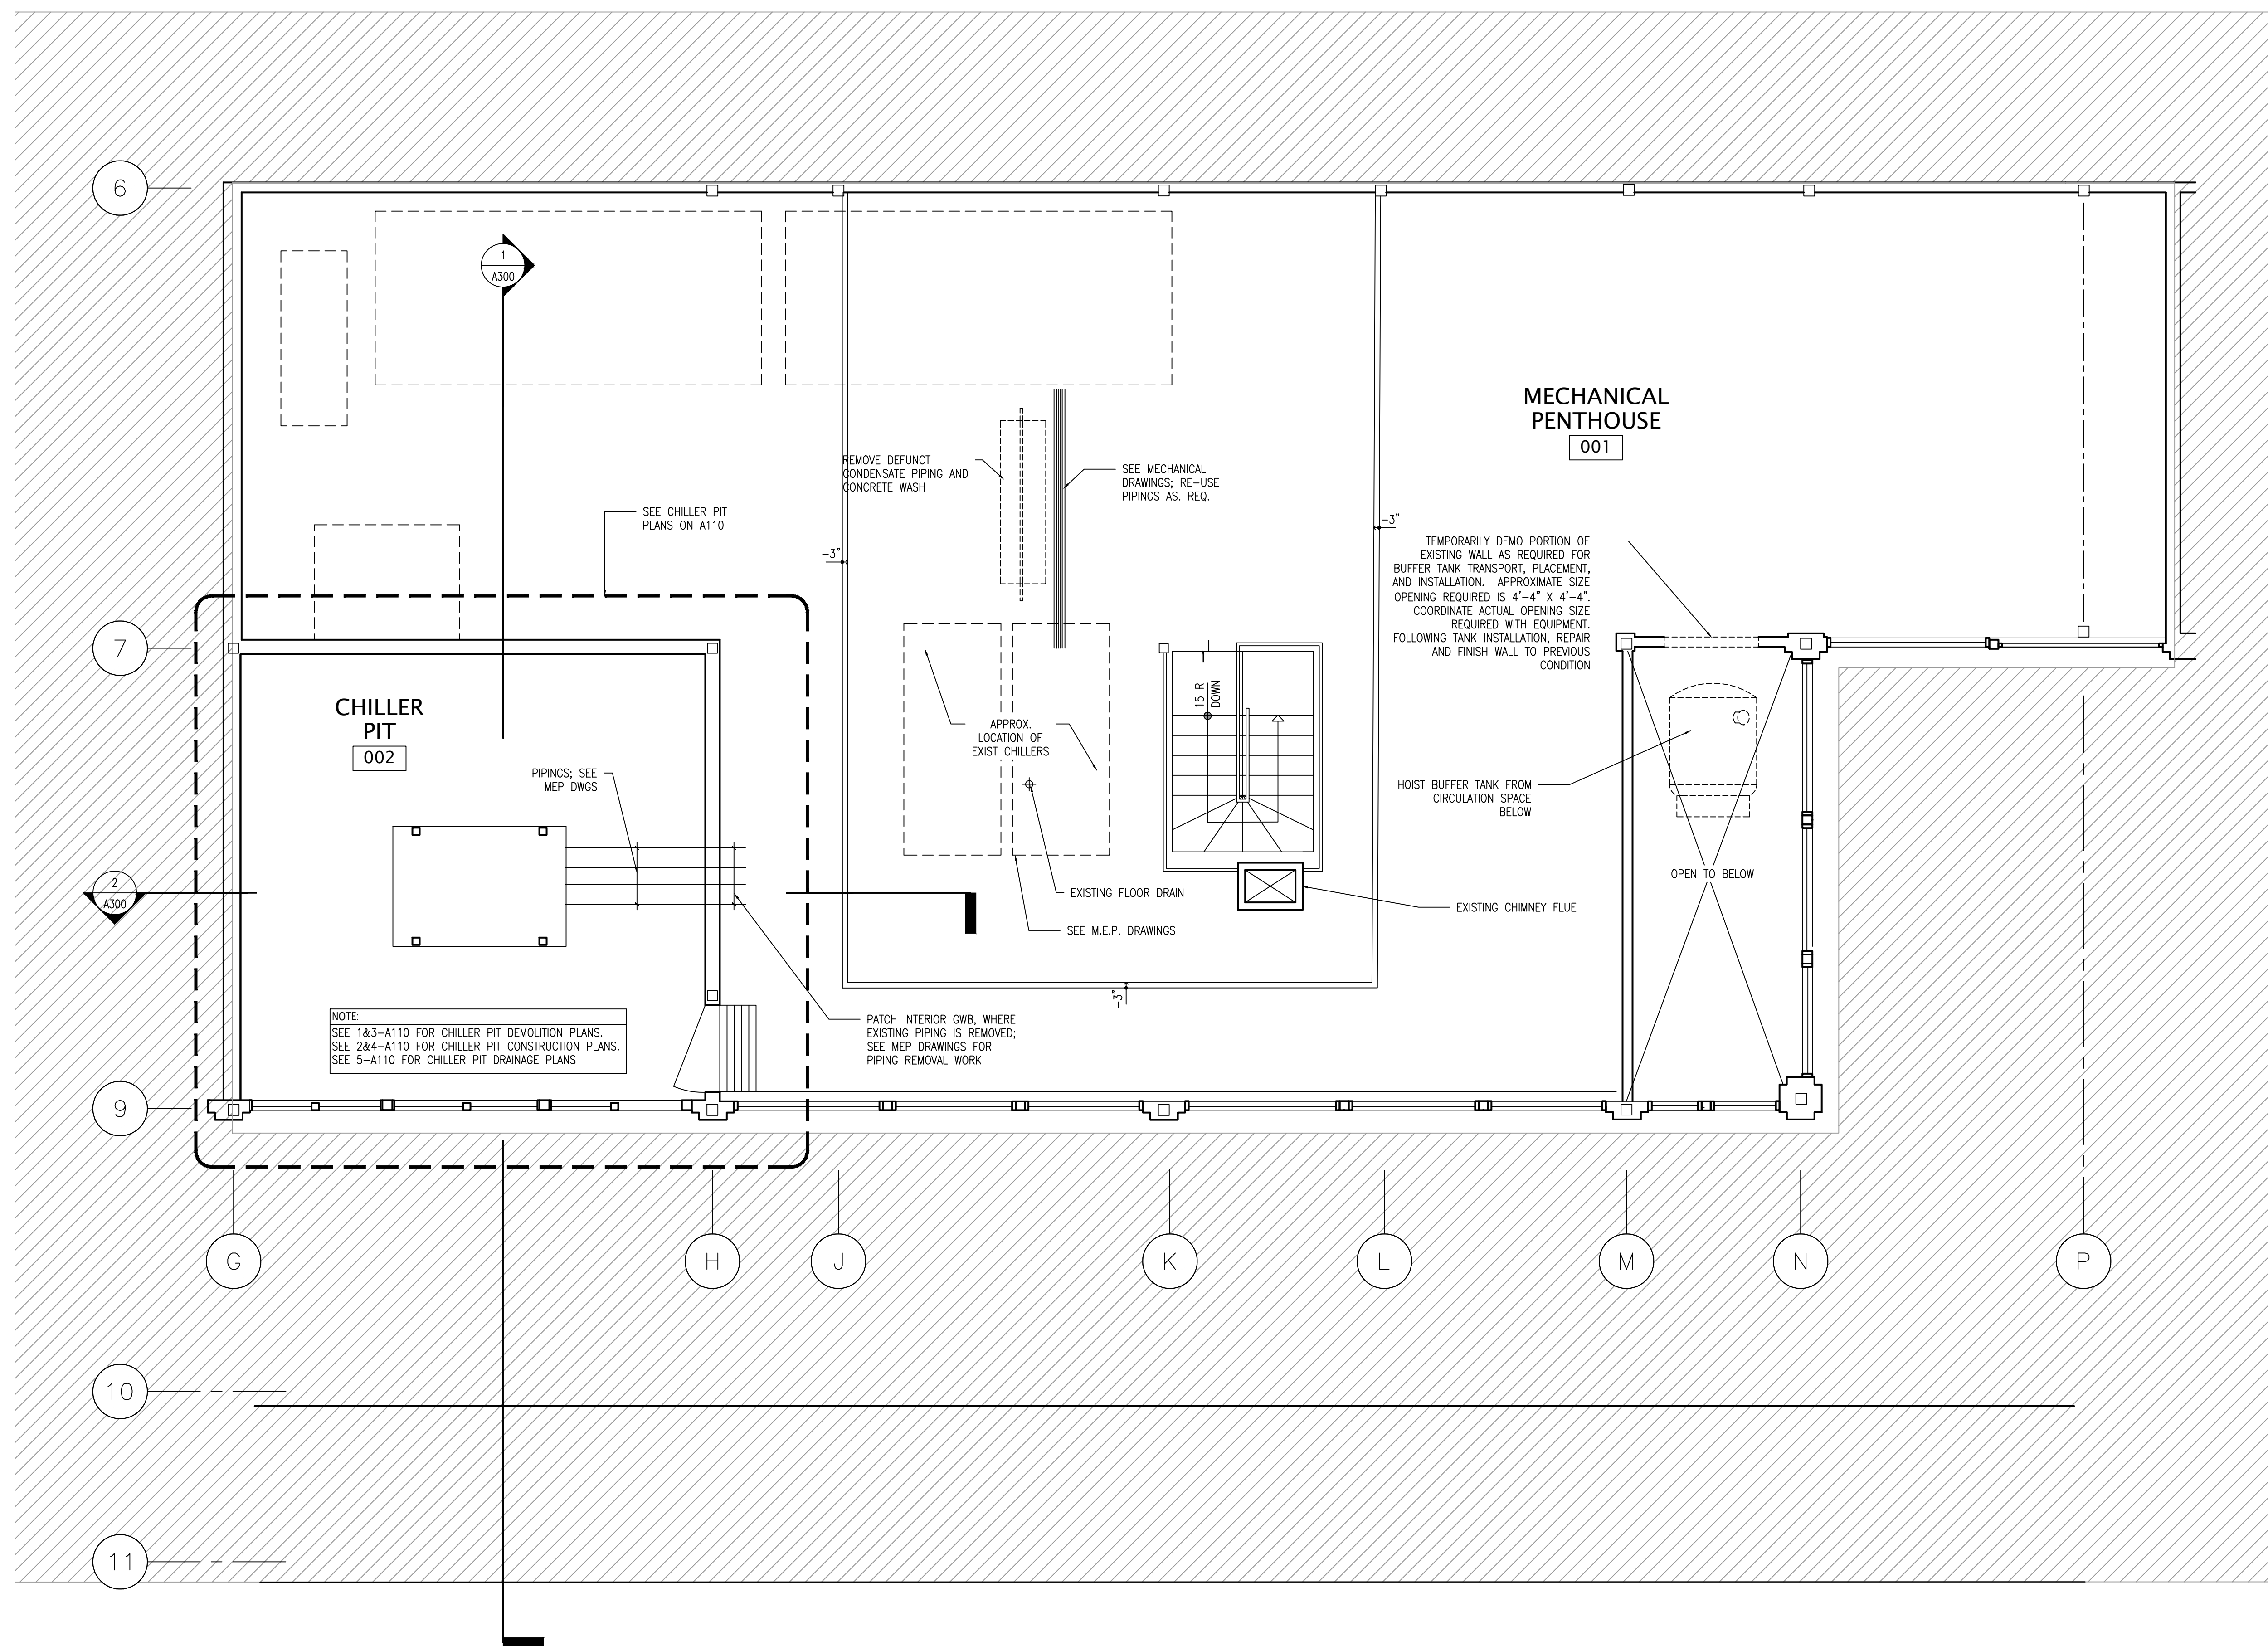 6
1
A300
MECHANICAL
PENTHOUSE
001
REMOVE DEFUNCT
CONDENSATE PIPING AND
CONCRETE WASH
SEE MECHANICAL
DRAWINGS; RE-USE
PIPINGS AS. REQ.
SEE CHILLER PIT
PLANS ON A110
-3"
-3"
TEMPORARILY DEMO PORTION OF
EXISTING WALL AS REQUIRED FOR
BUFFER TANK TRANSPORT, PLACEMENT,
AND INSTALLATION. APPROXIMATE SIZE
OPENING REQUIRED IS 4'-4" X 4'-4".
COORDINATE ACTUAL OPENING SIZE
REQUIRED WITH EQUIPMENT.
FOLLOWING TANK INSTALLATION, REPAIR
AND FINISH WALL TO PREVIOUS
CONDITION
7
CHILLER
PIT
002
15 R
DOWN
APPROX.
LOCATION OF
EXIST CHILLERS
PIPINGS; SEE
MEP DWGS
HOIST BUFFER TANK FROM
CIRCULATION SPACE
BELOW
OPEN TO BELOW
2
A300
EXISTING FLOOR DRAIN
EXISTING CHIMNEY FLUE
SEE M.E.P. DRAWINGS
-3"
NOTE:
SEE 1&3-A110 FOR CHILLER PIT DEMOLITION PLANS.
SEE 2&4-A110 FOR CHILLER PIT CONSTRUCTION PLANS.
SEE 5-A110 FOR CHILLER PIT DRAINAGE PLANS
PATCH INTERIOR GWB, WHERE
EXISTING PIPING IS REMOVED;
SEE MEP DRAWINGS FOR
PIPING REMOVAL WORK
9
G
H
J
K
L
M
N
P
10
11